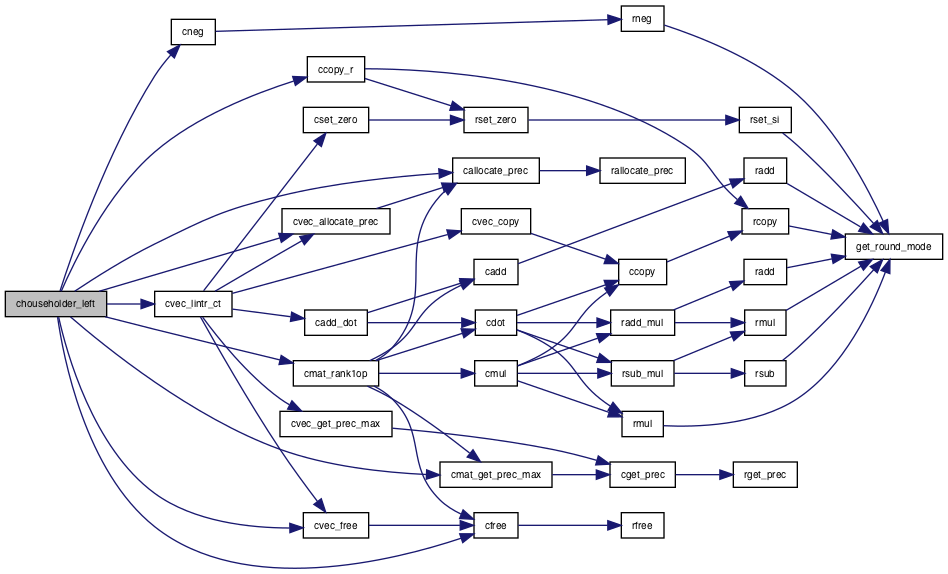 cneg
rneg
ccopy_r
cset_zero
rset_zero
rset_si
callocate_prec
rallocate_prec
radd
cvec_allocate_prec
cvec_copy
rcopy
get_round_mode
cadd
ccopy
radd
chouseholder_left
cvec_lintr_ct
cadd_dot
cdot
radd_mul
rmul
cmat_rank1op
cmul
rsub_mul
rsub
cvec_get_prec_max
rmul
cmat_get_prec_max
cget_prec
rget_prec
cvec_free
cfree
rfree